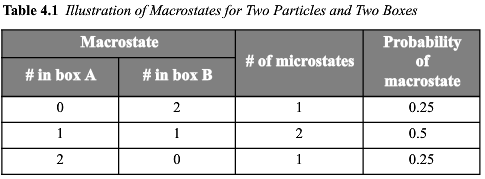 Table 4.1 Illustration of Macrostates for Two Particles and Two Boxes
Macrostate
# in box A
# in box B
# of microstates
Probability
of
macrostate
0 2 1 0.25
1 1 2 0.5
2 0 1 0.25